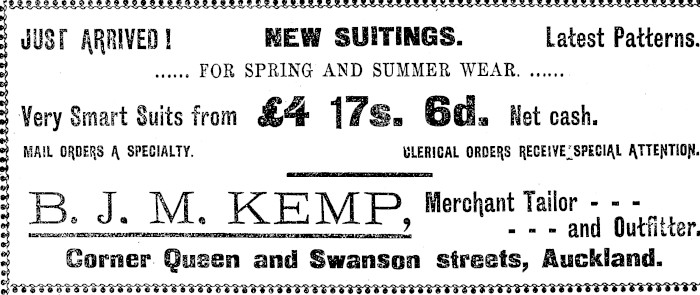 JUST ARRIVED! NEW SUITINGS. Latest Patterns.
...... FOR SPRING AND SUMMER WEAR. ......
Very Smart Suits from £4 17s. 6d. Net cash.
MAIL ORDERS A SPECIALTY. CLERICAL ORDERS RECEIVE SPECIAL ATTENTION.
B. J. M. KEMP, Merchant Tailor - - -
- - - and Outfitter.
Corner Queen and Swanson streets, Auckland.